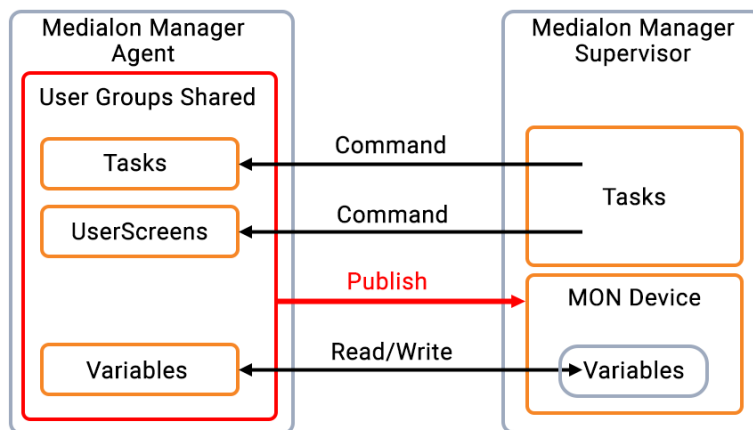 Medialon Manager
Agent
User Groups Shared
Tasks
UserScreens
Variables
Command
Command
Publish
Read/Write
Medialon Manager
Supervisor
Tasks
MON Device
Variables